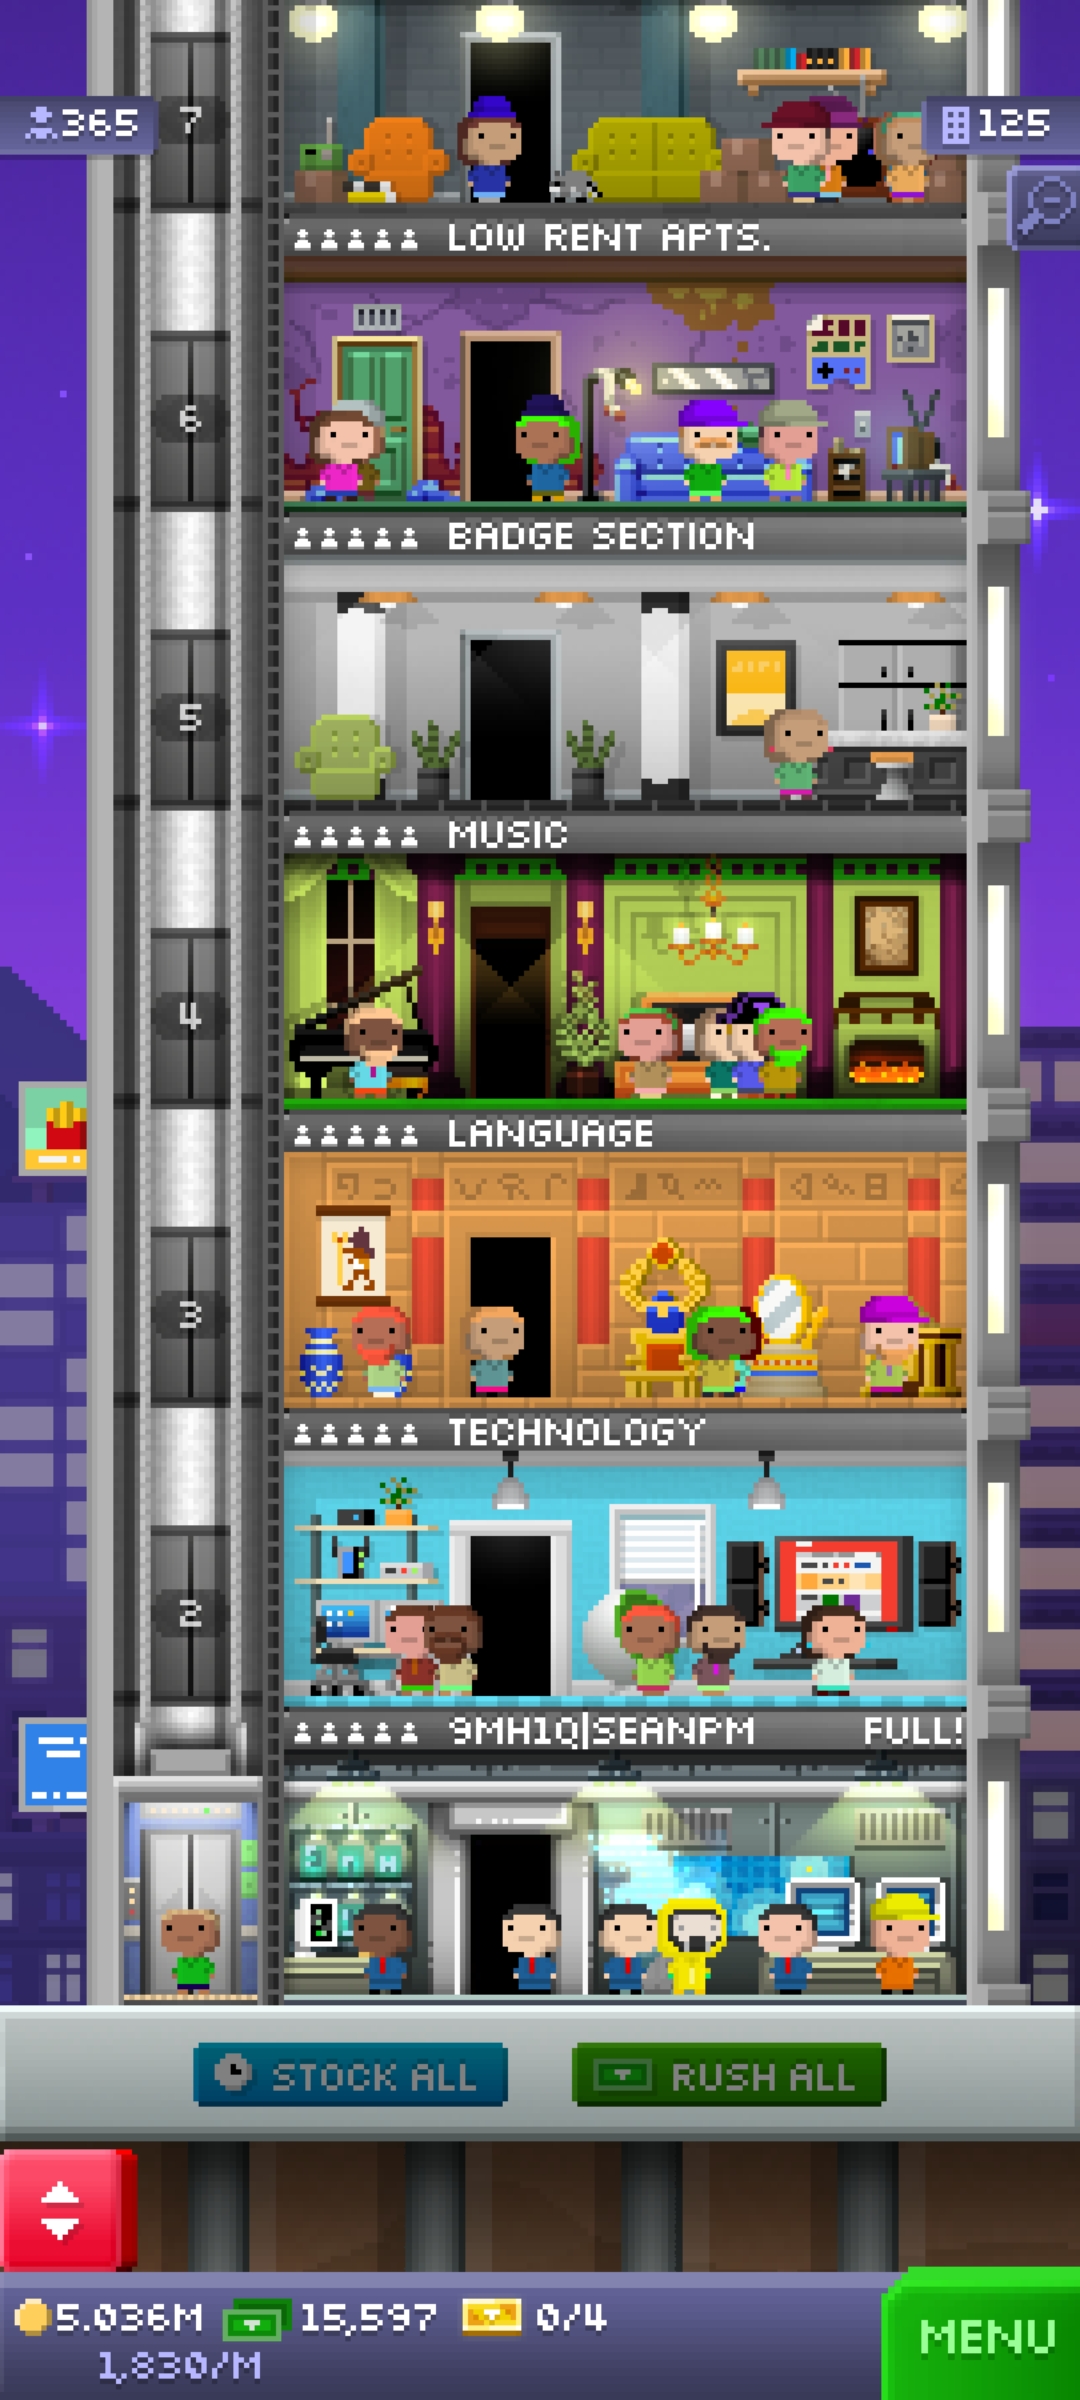 7
365
125
LOW RENT APTS.
6
BADGE SECTION
5
MUSIC
4
LANGUAGE
3
TECHNOLOGY
2
9MH1Q|SEANPM FULL!
STOCK ALL
RUSH ALL
5.036M 15,597 0/4
1,830/M
MENU